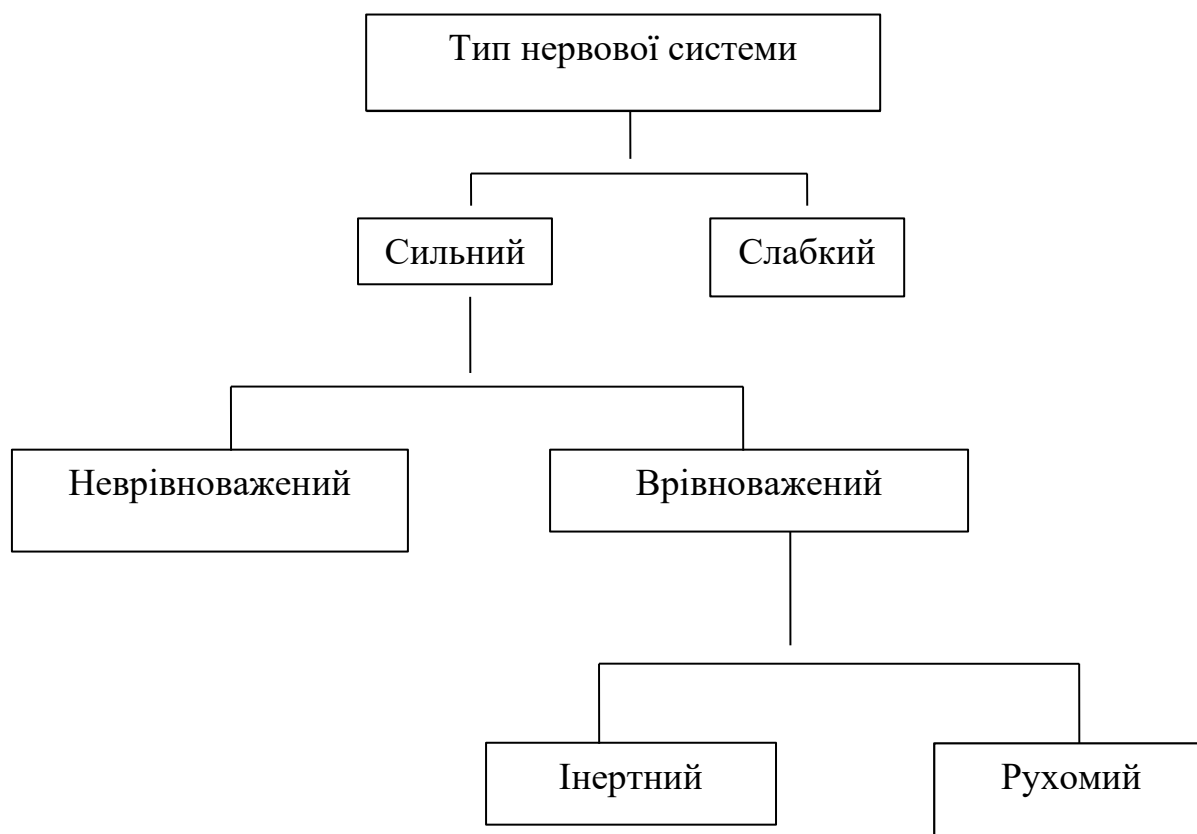 Тип нервової системи
Сильний
Слабкий
Неврівноважений
Врівноважений
Інертний
Рухомий